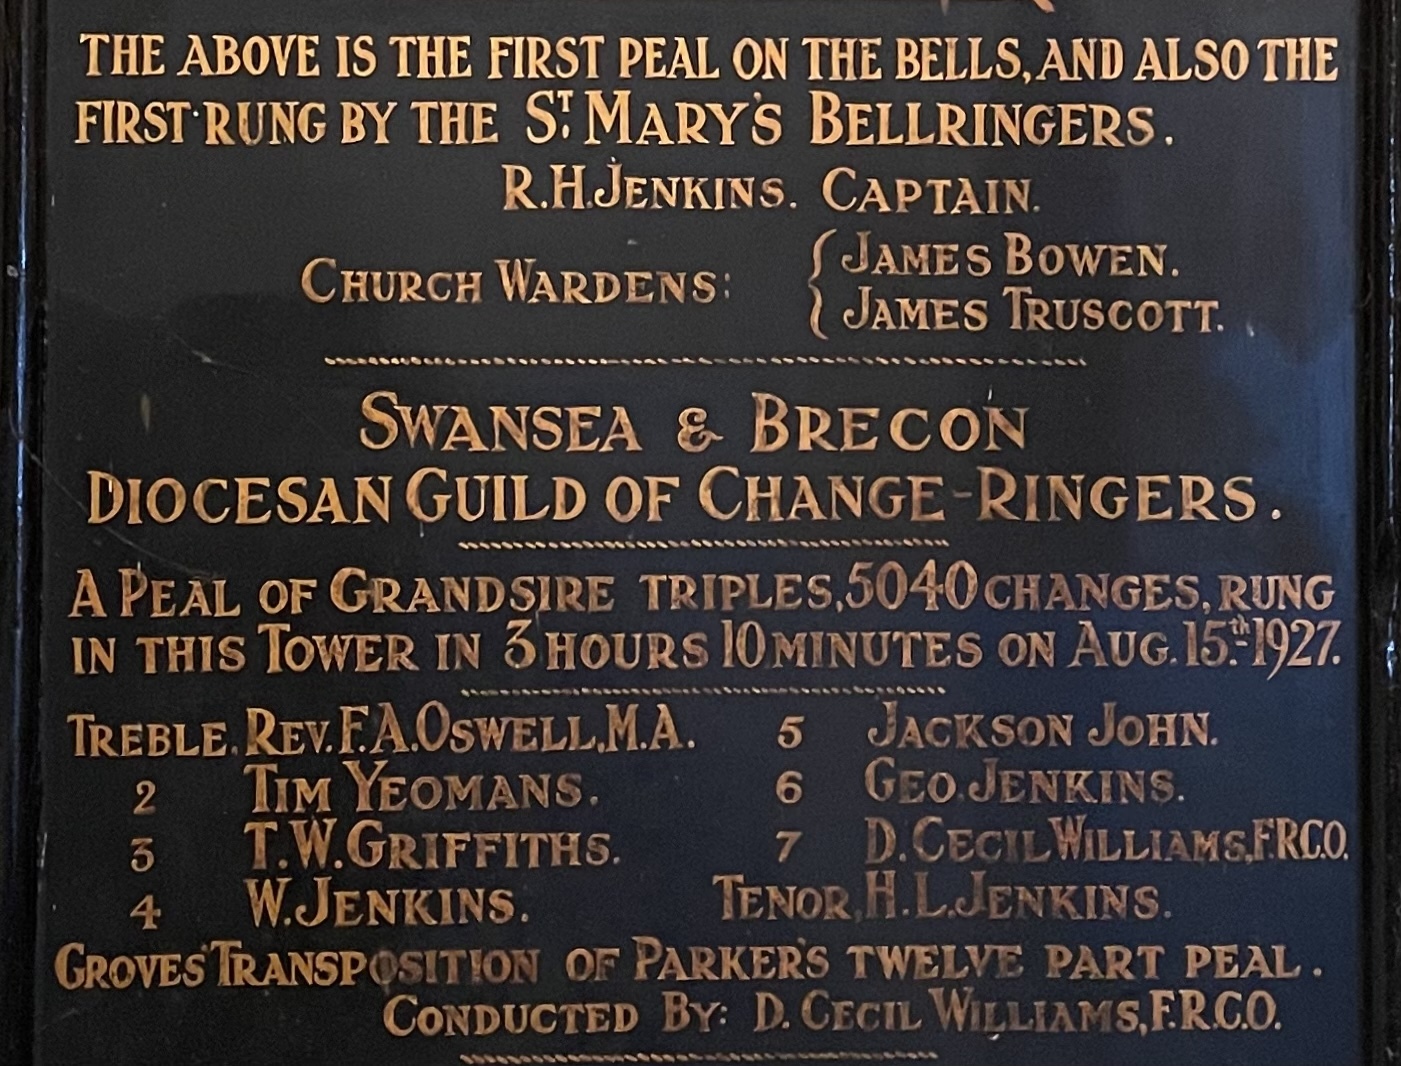 THE ABOVE IS THE FIRST PEAL ON THE BELLS, AND ALSO THE
FIRST RUNG BY THE ST. MARY'S BELLRINGERS.
R.H. JENKINS. CAPTAIN.
CHURCH WARDENS: { JAMES BOWEN.
{ JAMES TRUSCOTT.
SWANSEA & BRECON
DIOCESAN GUILD OF CHANGE-RINGERS.
A PEAL OF GRANDSIRE TRIPLES, 5040 CHANGES, RUNG
IN THIS TOWER IN 3 HOURS 10 MINUTES ON AUG. 15th 1927.
TREBLE. REV. F.A. OSWELL, M.A. 5 JACKSON JOHN.
2 TIM YEOMANS. 6 GEO. JENKINS.
3 T.W. GRIFFITHS. 7 D. CECIL WILLIAMS, F.R.C.O.
4 W. JENKINS. TENOR, H.L. JENKINS.
GROVES' TRANSPOSITION OF PARKER'S TWELVE PART PEAL.
CONDUCTED BY: D. CECIL WILLIAMS, F.R.C.O.